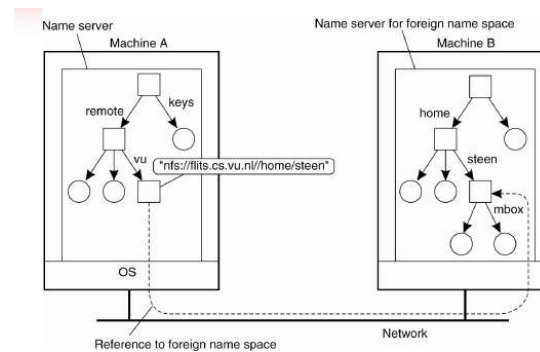 Name server
Name server for foreign name space
Machine A
Machine B
keys
remote
home
vu
steen
"nfs://flits.cs.vu.nl//home/steen"
mbox
OS
Network
Reference to foreign name space